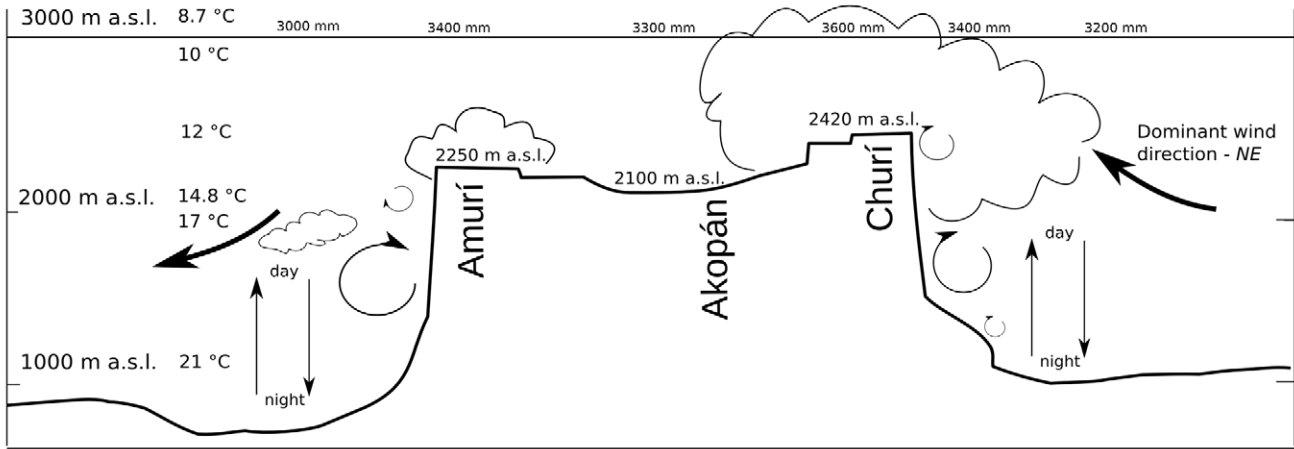 3000 m a.s.l. 8.7 °C 3000 mm 3400 mm 3300 mm 3600 mm 3400 mm 3200 mm
10 °C
12 °C
2420 m a.s.l.
Dominant wind
direction - NE
2250 m a.s.l.
2100 m a.s.l.
2000 m a.s.l. 14.8 °C
17 °C
Amurí
Akopán
Churí
day
day
1000 m a.s.l. 21 °C
night
night